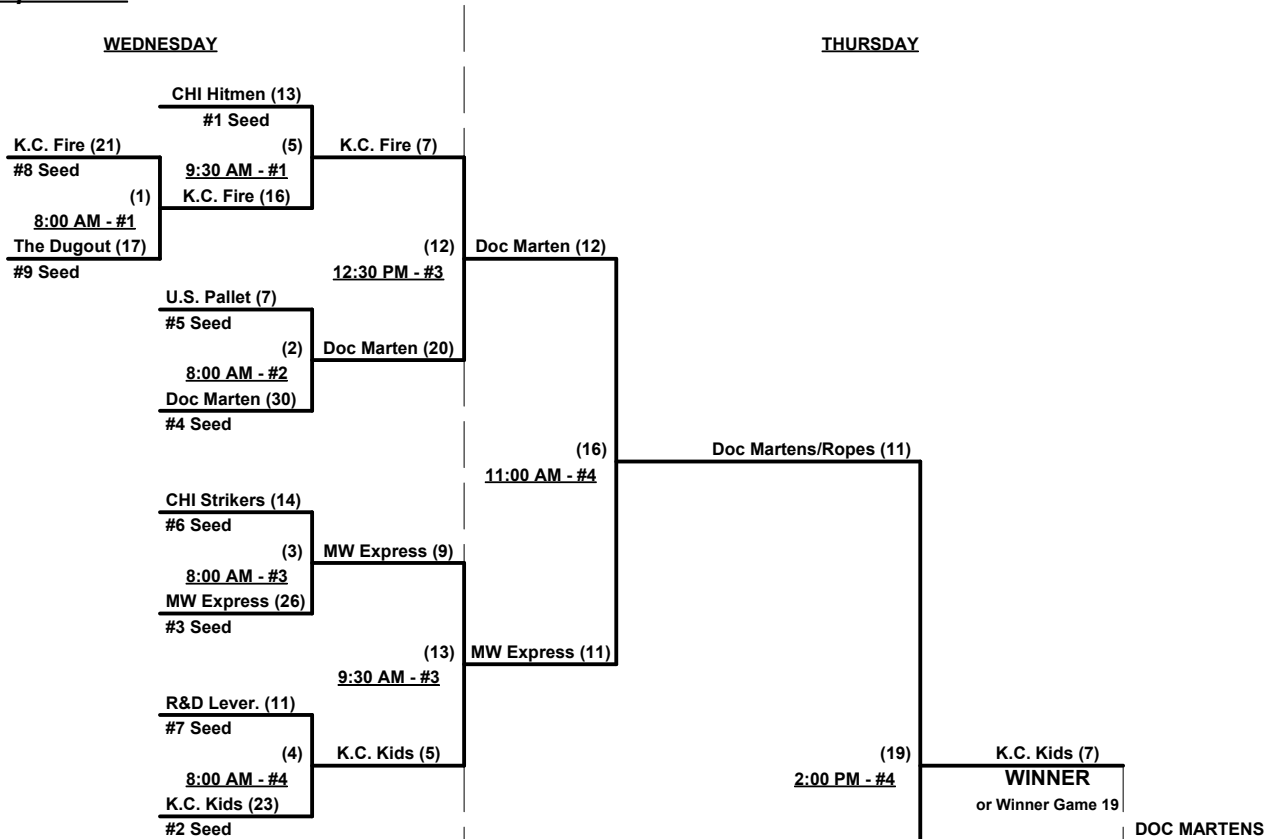 WEDNESDAY
THURSDAY
CHI Hitmen (13)
#1 Seed
K.C. Fire (21)
(5)
K.C. Fire (7)
#8 Seed
9:30 AM - #1
(1)
K.C. Fire (16)
8:00 AM - #1
The Dugout (17)
(12)
Doc Marten (12)
#9 Seed
12:30 PM - #3
U.S. Pallet (7)
#5 Seed
(2)
Doc Marten (20)
8:00 AM - #2
Doc Marten (30)
#4 Seed
(16)
Doc Martens/Ropes (11)
11:00 AM - #4
CHI Strikers (14)
#6 Seed
(3)
MW Express (9)
8:00 AM - #3
MW Express (26)
#3 Seed
(13)
MW Express (11)
9:30 AM - #3
R&D Lever. (11)
#7 Seed
(4)
K.C. Kids (5)
(19)
K.C. Kids (7)
8:00 AM - #4
2:00 PM - #4
WINNER
K.C. Kids (23)
or Winner Game 19
#2 Seed
DOC MARTENS